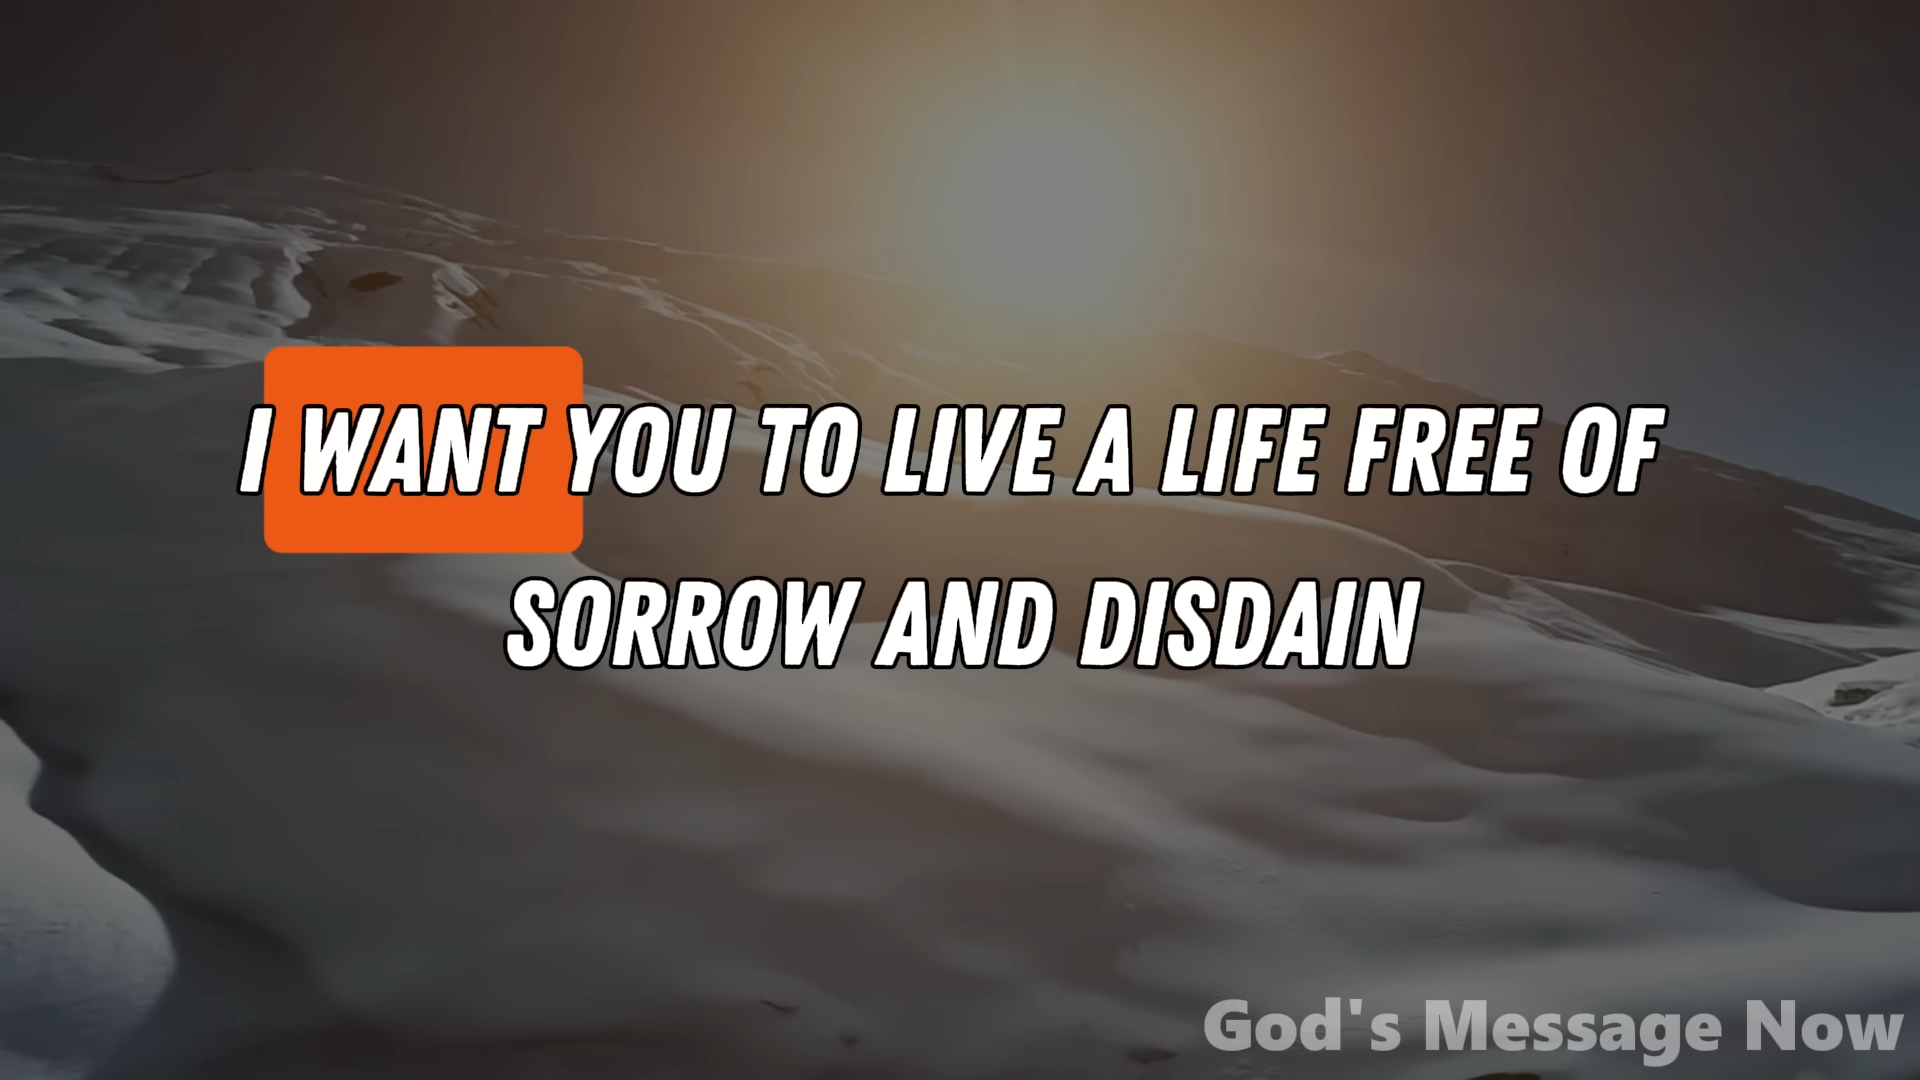 I WANT YOU TO LIVE A LIFE FREE OF
SORROW AND DISDAIN
God's Message Now